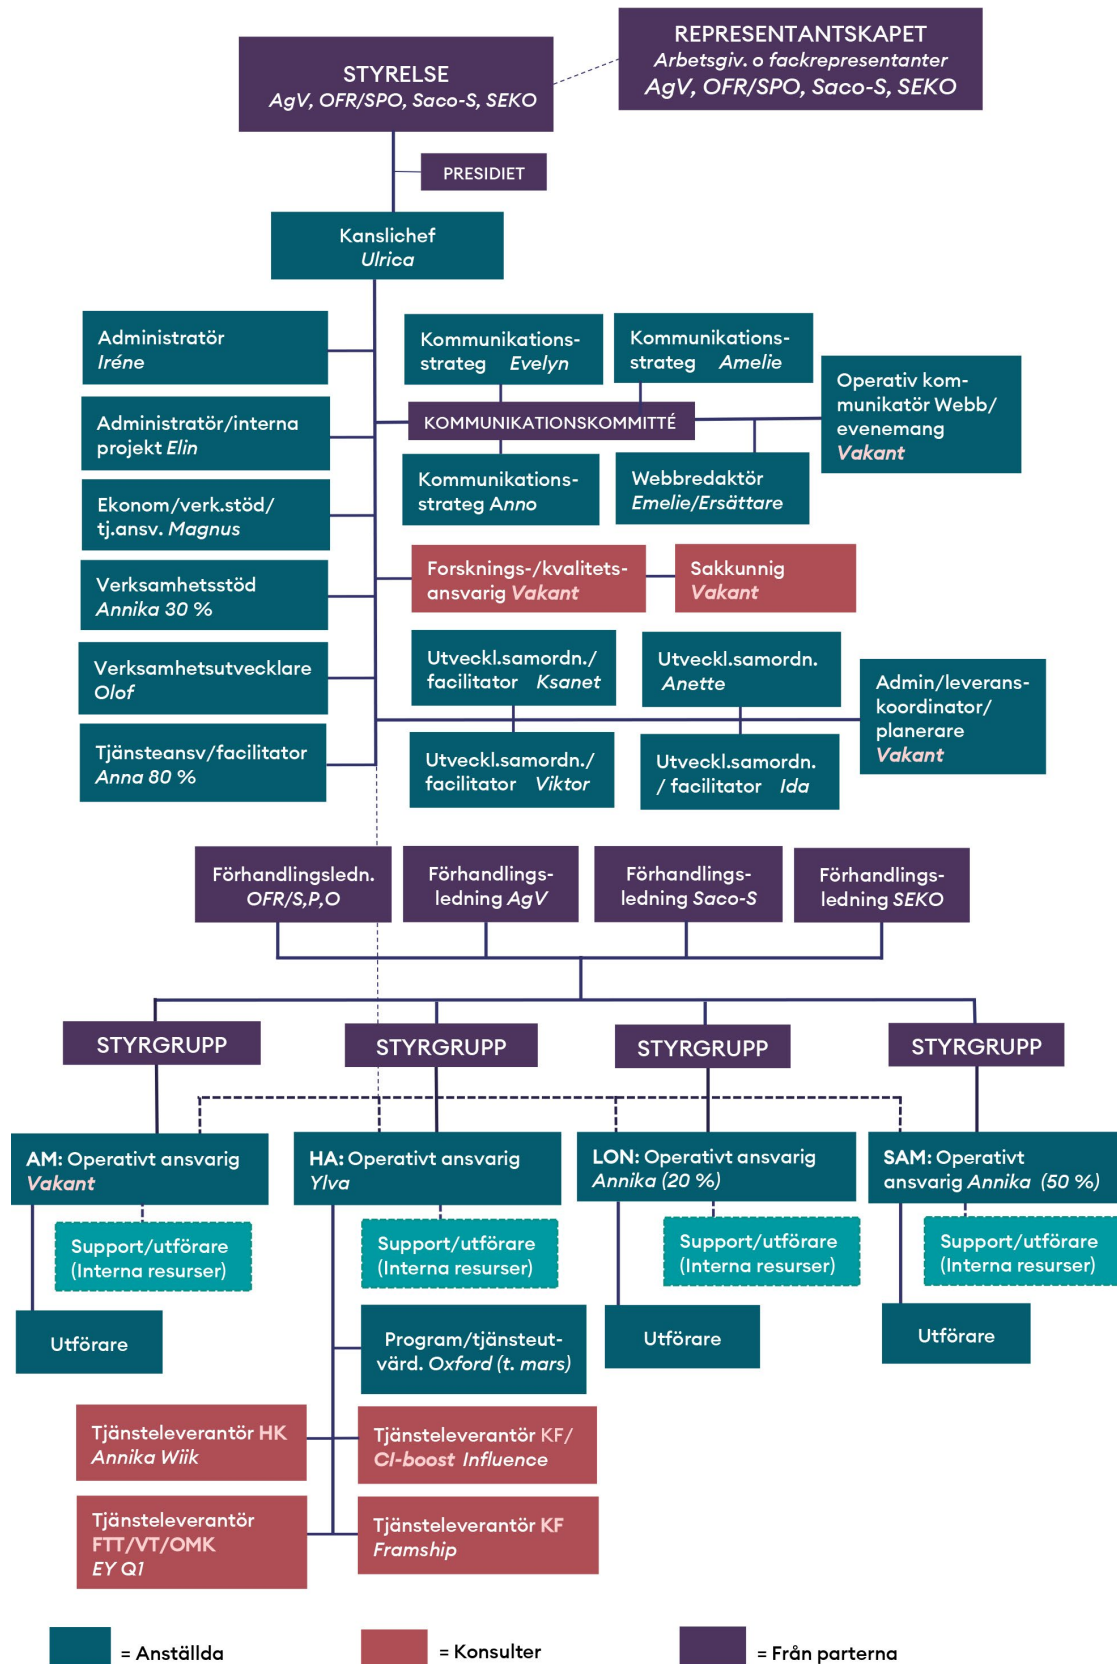 REPRESENTANTSKAPET
Arbetsgiv. o fackrepresentanter
AgV, OFR/SPO, Saco-S, SEKO
STYRELSE
AgV, OFR/SPO, Saco-S, SEKO
PRESIDIET
Kanslichef
Ulrica
Administratör
Iréne
Administratör/interna
projekt Elin
Ekonom/verk.stöd/
tj.ansv. Magnus
Verksamhetsstöd
Annika 30 %
Verksamhetsutvecklare
Olof
Tjänsteansv/facilitator
Anna 80 %
Kommunikations-
strateg Evelyn
Kommunikations-
strateg Amelie
Operativ kom-
munikatör Webb/
evenemang
Vakant
KOMMUNIKATIONSKOMMITTÉ
Kommunikations-
strateg Anno
Webbredaktör
Emelie/Ersättare
Forsknings-/kvalitets-
ansvarig Vakant
Sakkunnig
Vakant
Utveckl.samordn./
facilitator Ksanet
Utveckl.samordn.
Anette
Admin/leverans-
koordinator/
planerare
Vakant
Utveckl.samordn./
facilitator Viktor
Utveckl.samordn.
/ facilitator Ida
Förhandlingsledn.
OFR/S,P,O
Förhandlings-
ledning AgV
Förhandlings-
ledning Saco-S
Förhandlings-
ledning SEKO
STYRGRUPP
STYRGRUPP
STYRGRUPP
STYRGRUPP
AM: Operativt ansvarig
Vakant
HA: Operativt ansvarig
Ylva
LON: Operativt ansvarig
Annika (20 %)
SAM: Operativt
ansvarig Annika (50 %)
Support/utförare
(Interna resurser)
Support/utförare
(Interna resurser)
Support/utförare
(Interna resurser)
Support/utförare
(Interna resurser)
Utförare
Program/tjänsteut-
värd. Oxford (t. mars)
Utförare
Utförare
Tjänsteleverantör HK
Annika Wiik
Tjänsteleverantör KF/
CI-boost Influence
Tjänsteleverantör
FTT/VT/OMK
EY Q1
Tjänsteleverantör KF
Framship
= Anställda
= Konsulter
= Från parterna